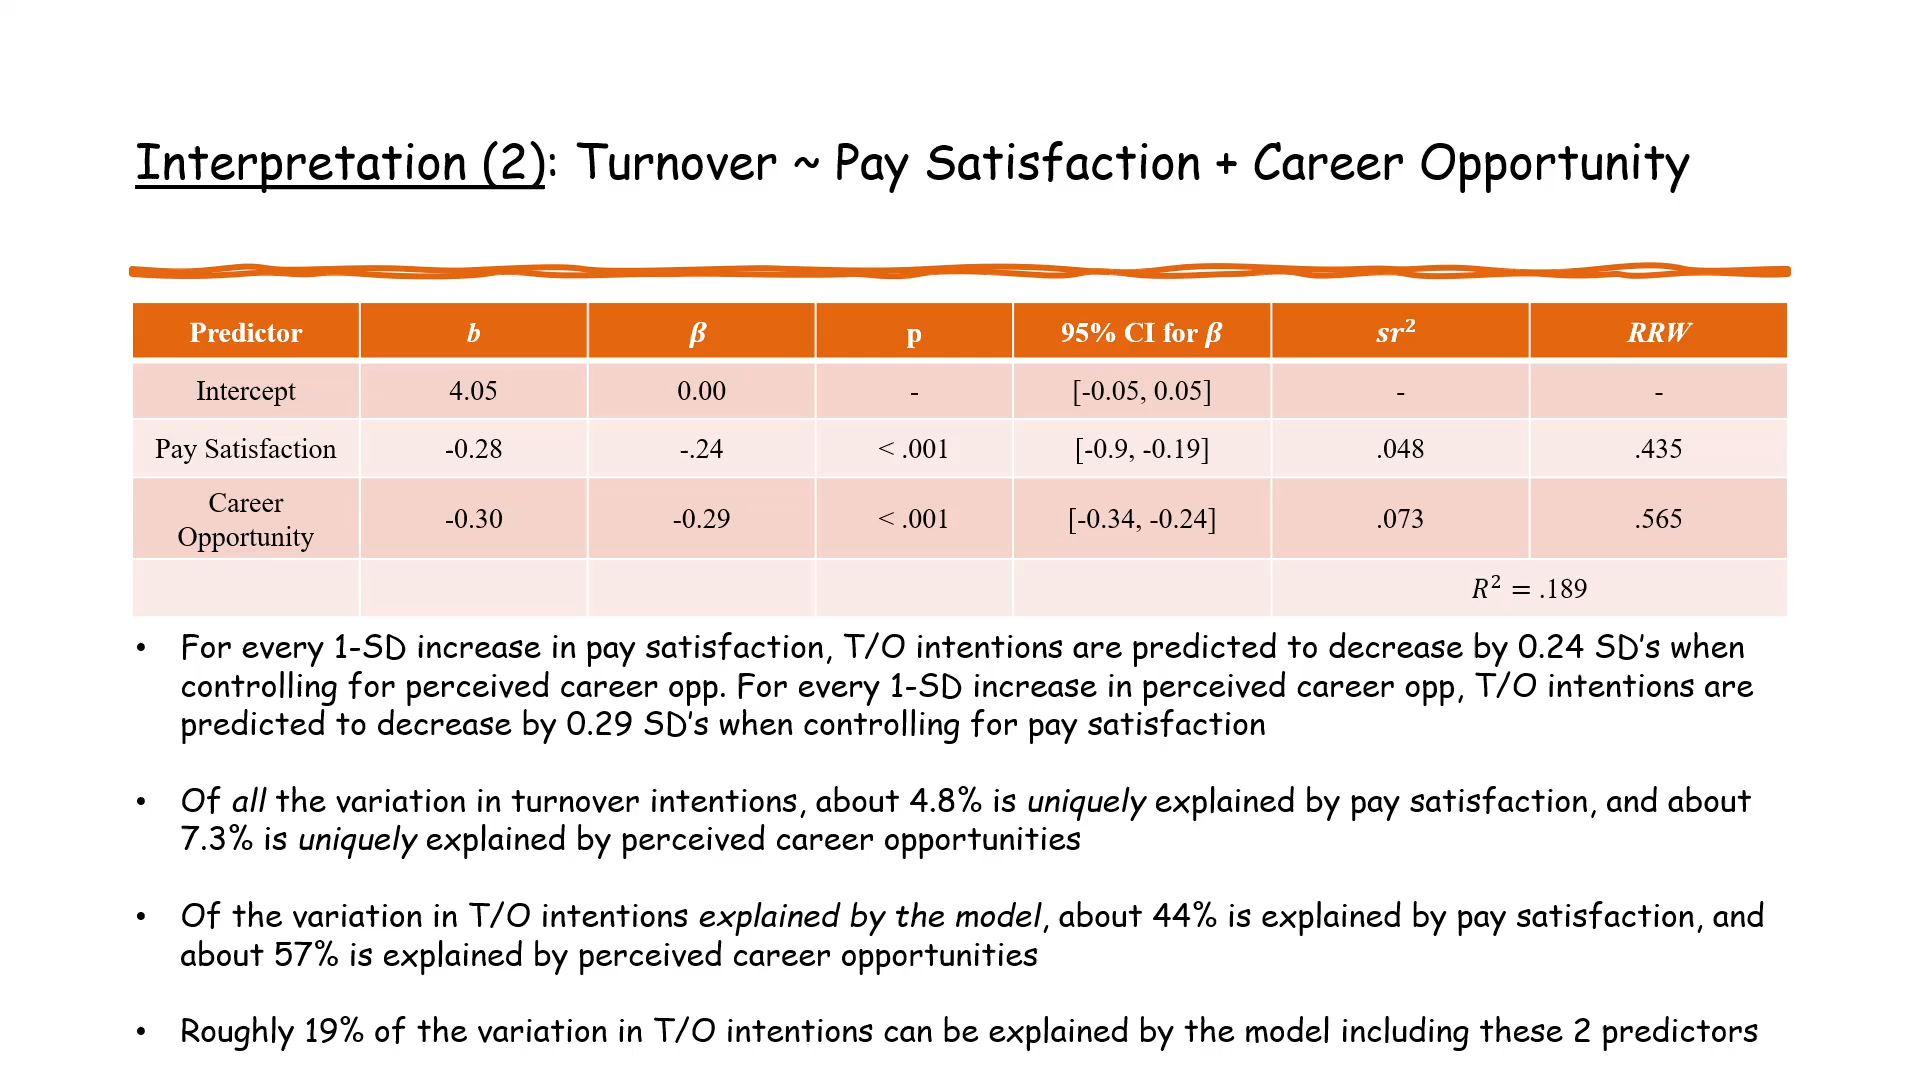 Interpretation (2): Turnover ~ Pay Satisfaction + Career Opportunity
Predictor b β p 95% CI for β sr² RRW
Intercept 4.05 0.00 - [-0.05, 0.05] - -
Pay Satisfaction -0.28 -.24 < .001 [-0.9, -0.19] .048 .435
Career
Opportunity -0.30 -0.29 < .001 [-0.34, -0.24] .073 .565
R² = .189
• For every 1-SD increase in pay satisfaction, T/O intentions are predicted to decrease by 0.24 SD's when
controlling for perceived career opp. For every 1-SD increase in perceived career opp, T/O intentions are
predicted to decrease by 0.29 SD's when controlling for pay satisfaction
• Of all the variation in turnover intentions, about 4.8% is uniquely explained by pay satisfaction, and about
7.3% is uniquely explained by perceived career opportunities
• Of the variation in T/O intentions explained by the model, about 44% is explained by pay satisfaction, and
about 57% is explained by perceived career opportunities
• Roughly 19% of the variation in T/O intentions can be explained by the model including these 2 predictors